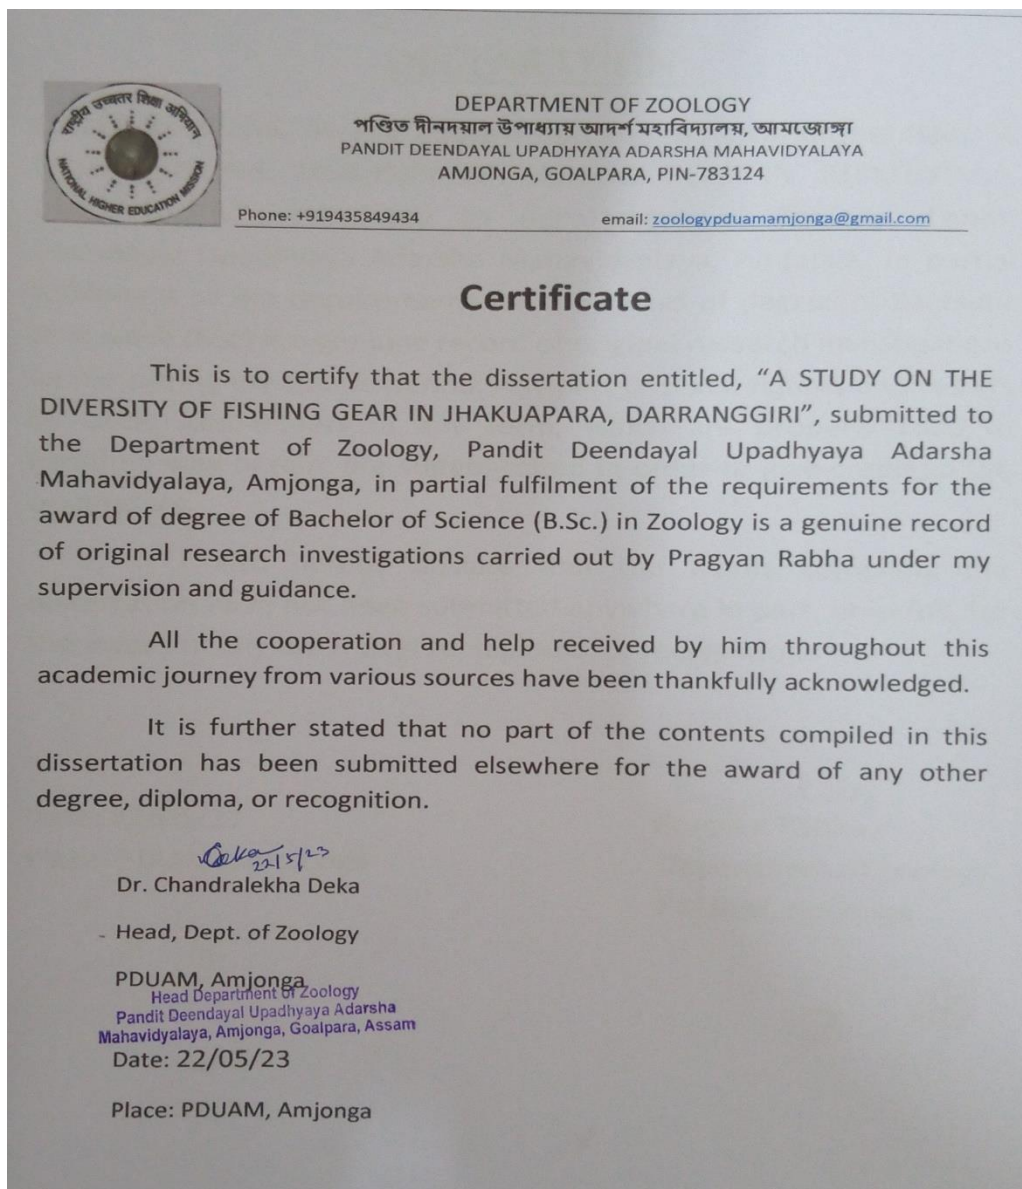 राष्ट्रीय उच्चतर शिक्षा अभियान
NATIONAL HIGHER EDUCATION MISSION
DEPARTMENT OF ZOOLOGY
পণ্ডিত দীনদয়াল উপাধ্যায় আদৰ্শ মহাবিদ্যালয়, আমজোঙ্গা
PANDIT DEENDAYAL UPADHYAYA ADARSHA MAHAVIDYALAYA
AMJONGA, GOALPARA, PIN-783124
Phone: +919435849434 email: zoologypduamamjonga@gmail.com
Certificate
This is to certify that the dissertation entitled, “A STUDY ON THE
DIVERSITY OF FISHING GEAR IN JHAKUAPARA, DARRANGGIRI”, submitted to
the Department of Zoology, Pandit Deendayal Upadhyaya Adarsha
Mahavidyalaya, Amjonga, in partial fulfilment of the requirements for the
award of degree of Bachelor of Science (B.Sc.) in Zoology is a genuine record
of original research investigations carried out by Pragyan Rabha under my
supervision and guidance.
All the cooperation and help received by him throughout this
academic journey from various sources have been thankfully acknowledged.
It is further stated that no part of the contents compiled in this
dissertation has been submitted elsewhere for the award of any other
degree, diploma, or recognition.
Deka
22/5/23
Dr. Chandralekha Deka
Head, Dept. of Zoology
PDUAM, Amjonga
Head Department of Zoology
Pandit Deendayal Upadhyaya Adarsha
Mahavidyalaya, Amjonga, Goalpara, Assam
Date: 22/05/23
Place: PDUAM, Amjonga